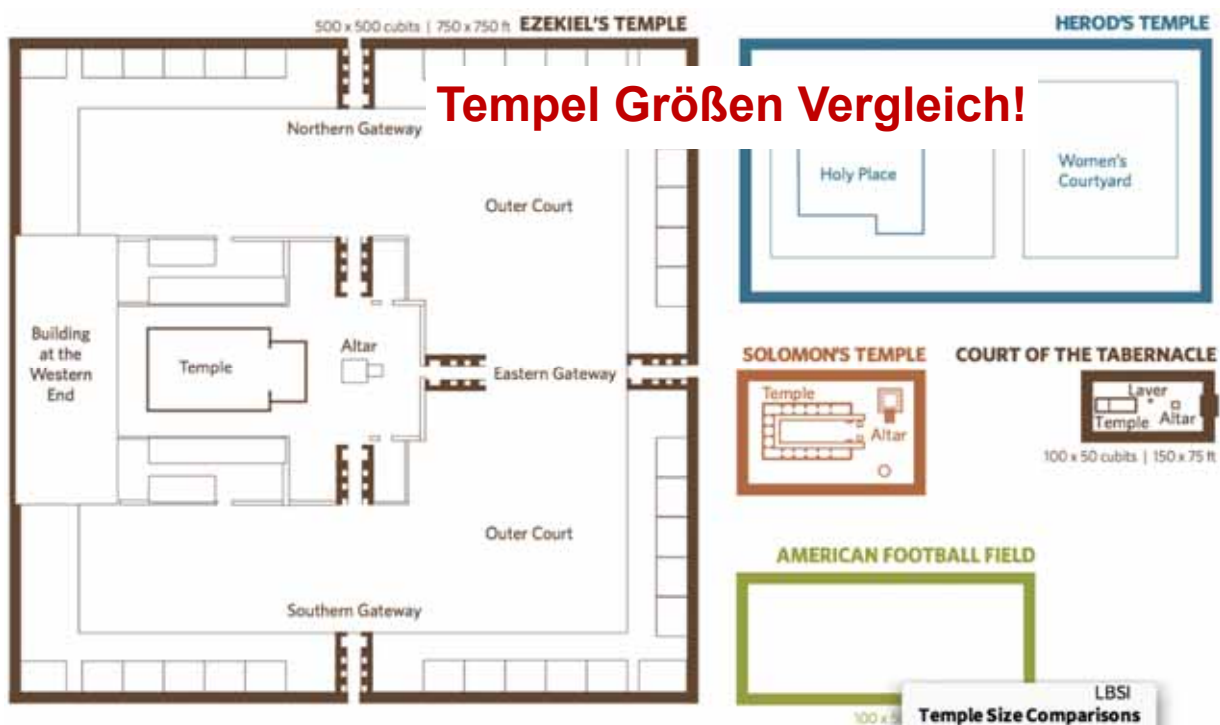 500 x 500 cubits | 750 x 750 ft EZEKIEL'S TEMPLE
HEROD'S TEMPLE
Tempel Größen Vergleich!
Northern Gateway
Outer Court
Holy Place
Women's
Courtyard
Building
at the
Western
End
Temple
Altar
Eastern Gateway
SOLOMON'S TEMPLE
Temple
Altar
COURT OF THE TABERNACLE
Laver
Temple
Altar
100 x 50 cubits | 150 x 75 ft
Outer Court
Southern Gateway
AMERICAN FOOTBALL FIELD
100 x
LBSI
Temple Size Comparisons